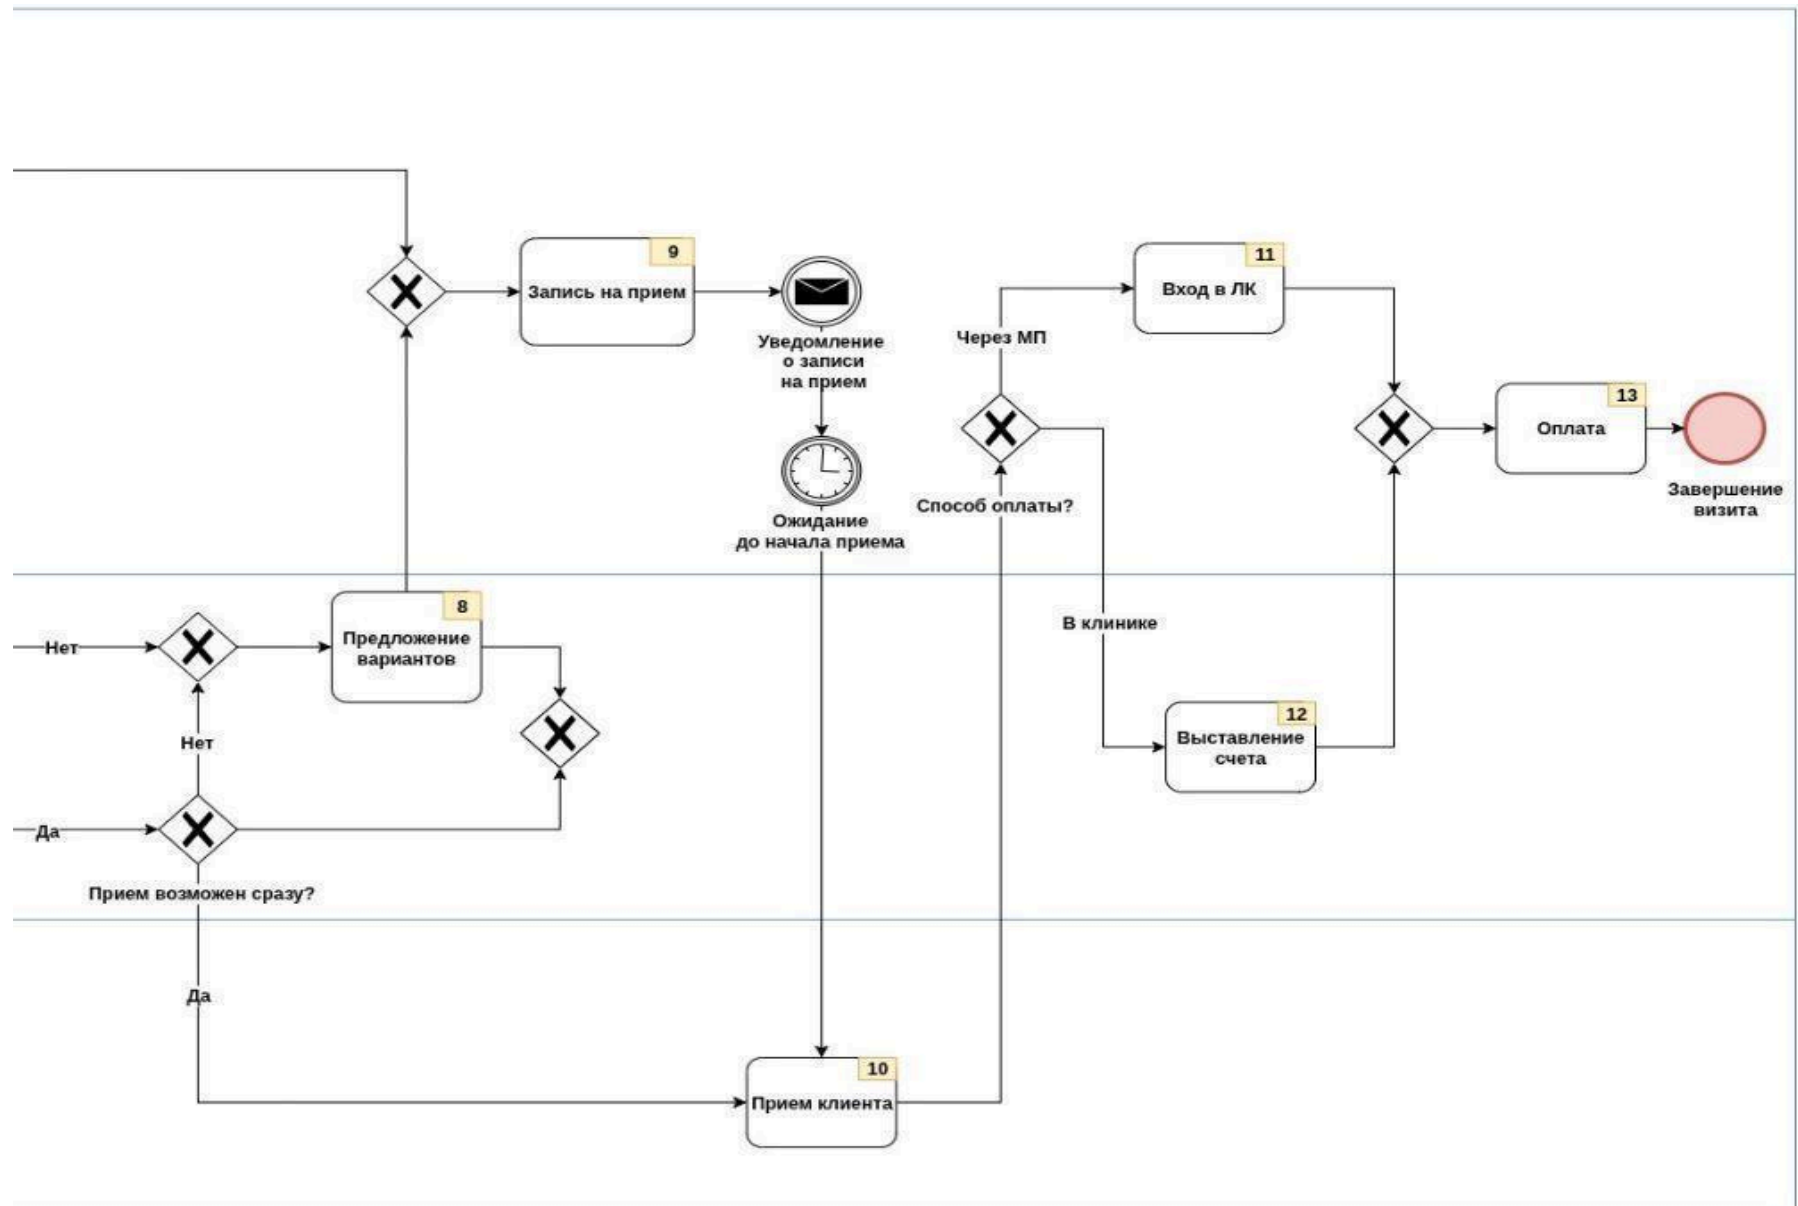 9
Запись на прием
Уведомление
о записи
на прием
Ожидание
до начала приема
11
Вход в ЛК
Через МП
Способ оплаты?
13
Оплата
Завершение
визита
Нет
8
Предложение
вариантов
Нет
Да
Прием возможен сразу?
В клинике
12
Выставление
счета
Да
10
Прием клиента